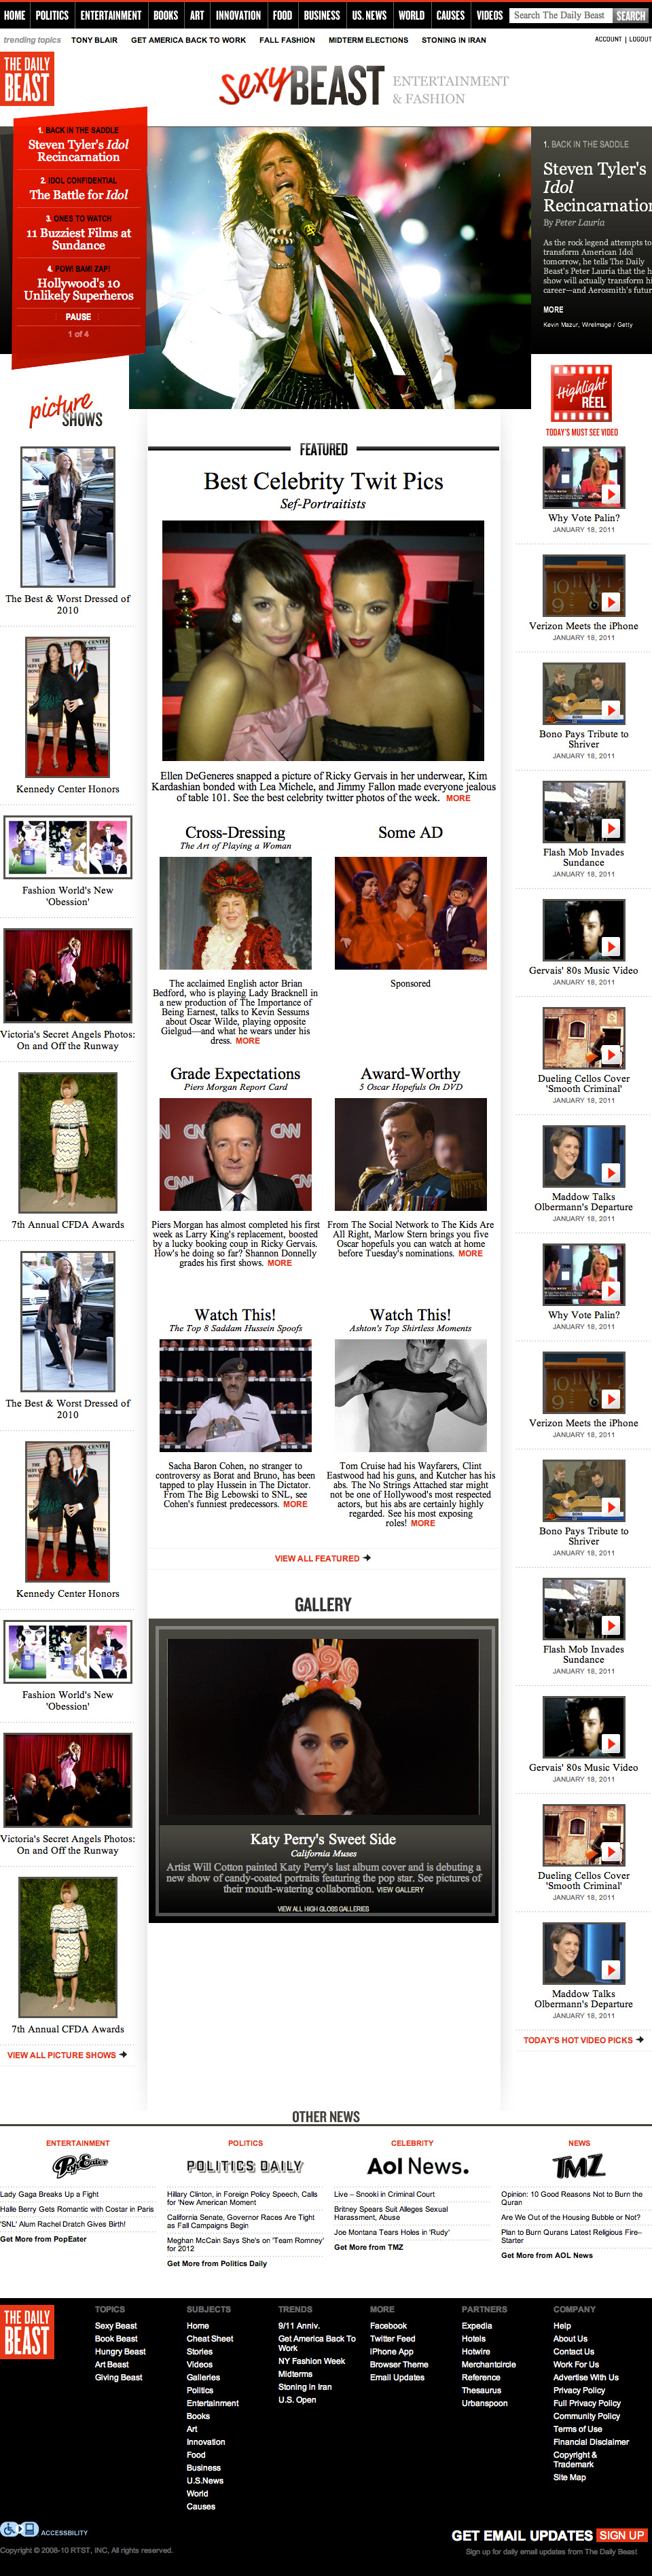 HOME POLITICS ENTERTAINMENT BOOKS ART INNOVATION FOOD BUSINESS US. NEWS WORLD CAUSES VIDEOS Search The Daily Beast SEARCH
trending topics TONY BLAIR GET AMERICA BACK TO WORK FALL FASHION MIDTERM ELECTIONS STONING IN IRAN ACCOUNT | LOGOUT
THE DAILY
BEAST
sexyBEAST ENTERTAINMENT
& FASHION
1. BACK IN THE SADDLE
Steven Tyler's Idol
Recincarnation
2. IDOL CONFIDENTIAL
The Battle for Idol
3. ONES TO WATCH
11 Buzziest Films at
Sundance
4. POW! BAM! ZAP!
Hollywood's 10
Unlikely Superheros
PAUSE
1 of 4
1. BACK IN THE SADDLE
Steven Tyler's
Idol
Recincarnation
By Peter Lauria
As the rock legend attempts to
transform American Idol
tomorrow, he tells The Daily
Beast's Peter Lauria that the h
show will actually transform hi
career—and Aerosmith's futur
MORE
Kevin Mazur, WireImage / Getty
picture
SHOWS
The Best & Worst Dressed of
2010
Kennedy Center Honors
Fashion World's New
'Obession'
Victoria's Secret Angels Photos:
On and Off the Runway
7th Annual CFDA Awards
The Best & Worst Dressed of
2010
Kennedy Center Honors
Fashion World's New
'Obession'
Victoria's Secret Angels Photos:
On and Off the Runway
7th Annual CFDA Awards
VIEW ALL PICTURE SHOWS
FEATURED
Best Celebrity Twit Pics
Sef-Portraitists
Ellen DeGeneres snapped a picture of Ricky Gervais in her underwear, Kim
Kardashian bonded with Lea Michele, and Jimmy Fallon made everyone jealous
of table 101. See the best celebrity twitter photos of the week. MORE
Cross-Dressing
The Art of Playing a Woman
The acclaimed English actor Brian
Bedford, who is playing Lady Bracknell in
a new production of The Importance of
Being Earnest, talks to Kevin Sessums
about Oscar Wilde, playing opposite
Gielgud—and what he wears under his
dress. MORE
Some AD
abc
Sponsored
Grade Expectations
Piers Morgan Report Card
CNN
CNN
CNN
Piers Morgan has almost completed his first
week as Larry King's replacement, boosted
by a lucky booking coup in Ricky Gervais.
How's he doing so far? Shannon Donnelly
grades his first shows. MORE
Award-Worthy
5 Oscar Hopefuls On DVD
From The Social Network to The Kids Are
All Right, Marlow Stern brings you five
Oscar hopefuls you can watch at home
before Tuesday's nominations. MORE
Watch This!
The Top 8 Saddam Hussein Spoofs
Sacha Baron Cohen, no stranger to
controversy as Borat and Bruno, has been
tapped to play Hussein in The Dictator.
From The Big Lebowski to SNL, see
Cohen's funniest predecessors. MORE
Watch This!
Ashton's Top Shirtless Moments
Tom Cruise had his Wayfarers, Clint
Eastwood had his guns, and Kutcher has his
abs. The No Strings Attached star might
not be one of Hollywood's most respected
actors, but his abs are certainly highly
regarded. See his most exposing
roles! MORE
VIEW ALL FEATURED
GALLERY
Katy Perry's Sweet Side
California Muses
Artist Will Cotton painted Katy Perry's last album cover and is debuting a
new show of candy-coated portraits featuring the pop star. See pictures of
their mouth-watering collaboration. VIEW GALLERY
VIEW ALL HIGH GLOSS GALLERIES
Highlight
REEL
TODAY'S MUST SEE VIDEO
Why Vote Palin?
JANUARY 18, 2011
Verizon Meets the iPhone
JANUARY 18, 2011
Bono Pays Tribute to
Shriver
JANUARY 18, 2011
Flash Mob Invades
Sundance
JANUARY 18, 2011
Gervais' 80s Music Video
JANUARY 18, 2011
Dueling Cellos Cover
'Smooth Criminal'
JANUARY 18, 2011
Maddow Talks
Olbermann's Departure
JANUARY 18, 2011
Why Vote Palin?
JANUARY 18, 2011
Verizon Meets the iPhone
JANUARY 18, 2011
Bono Pays Tribute to
Shriver
JANUARY 18, 2011
Flash Mob Invades
Sundance
JANUARY 18, 2011
Gervais' 80s Music Video
JANUARY 18, 2011
Dueling Cellos Cover
'Smooth Criminal'
JANUARY 18, 2011
Maddow Talks
Olbermann's Departure
JANUARY 18, 2011
TODAY'S HOT VIDEO PICKS
OTHER NEWS
ENTERTAINMENT
PopEater
Lady Gaga Breaks Up a Fight
Halle Berry Gets Romantic with Costar in Paris
'SNL' Alum Rachel Dratch Gives Birth!
Get More from PopEater
POLITICS
POLITICS DAILY
Hillary Clinton, in Foreign Policy Speech, Calls
for 'New American Moment
California Senate, Governor Races Are Tight
as Fall Campaigns Begin
Meghan McCain Says She's on 'Team Romney'
for 2012
Get More from Politics Daily
CELEBRITY
Aol News.
Live – Snooki in Criminal Court
Britney Spears Suit Alleges Sexual
Harassment, Abuse
Joe Montana Tears Holes in 'Rudy'
Get More from TMZ
NEWS
TMZ
Opinion: 10 Good Reasons Not to Burn the
Quran
Are We Out of the Housing Bubble or Not?
Plan to Burn Qurans Latest Religious Fire–
Starter
Get More from AOL News
THE DAILY
BEAST
TOPICS
Sexy Beast
Book Beast
Hungry Beast
Art Beast
Giving Beast
SUBJECTS
Home
Cheat Sheet
Stories
Videos
Galleries
Politics
Entertainment
Books
Art
Innovation
Food
Business
U.S.News
World
Causes
TRENDS
9/11 Anniv.
Get America Back To
Work
NY Fashion Week
Midterms
Stoning in Iran
U.S. Open
MORE
Facebook
Twitter Feed
iPhone App
Browser Theme
Email Updates
PARTNERS
Expedia
Hotels
Hotwire
Merchantcircle
Reference
Thesaurus
Urbanspoon
COMPANY
Help
About Us
Contact Us
Work For Us
Advertise With Us
Privacy Policy
Full Privacy Policy
Community Policy
Terms of Use
Financial Disclaimer
Copyright &
Trademark
Site Map
ACCESSBILITY
Copyright © 2008-10 RTST, INC, All rights reserved.
GET EMAIL UPDATES SIGN UP
Sign up for daily email updates from The Daily Beast